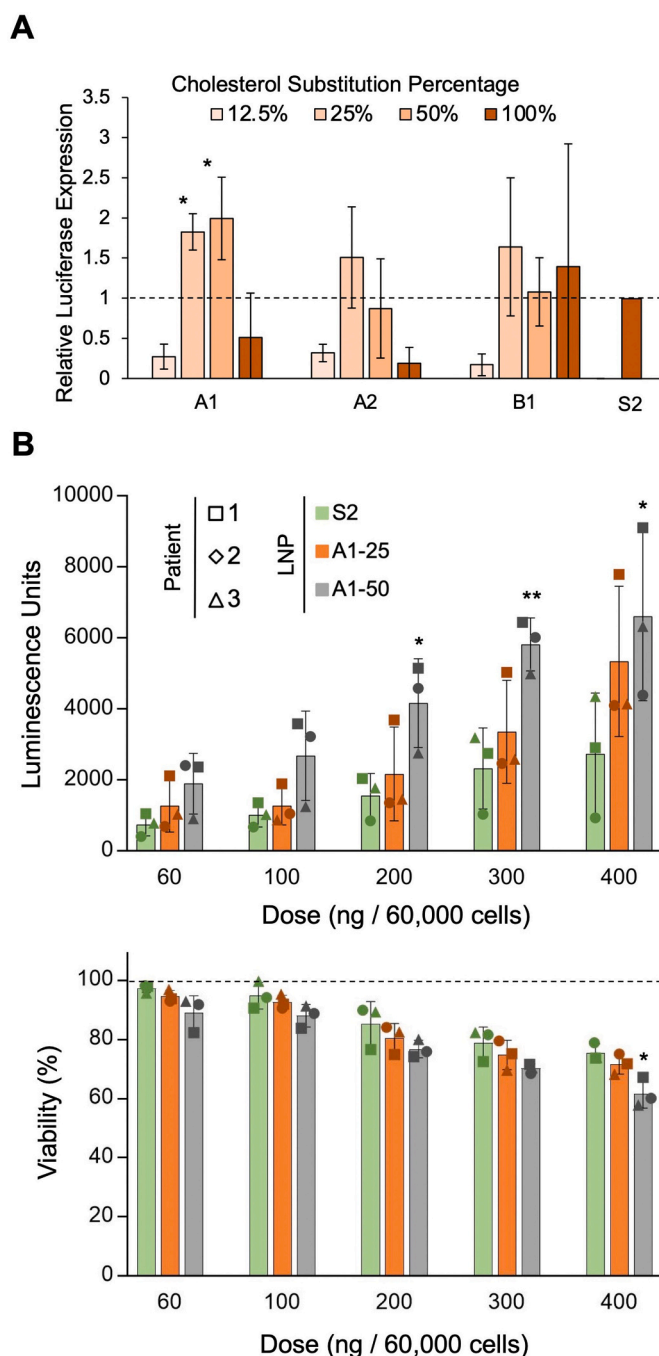 A
Cholesterol Substitution Percentage
12.5% 25% 50% 100%
Relative Luciferase Expression
3.5
3
2.5
2
1.5
1
0.5
0
* *
A1 A2 B1 S2
B
Luminescence Units
10000
8000
6000
4000
2000
0
Patient
1
2
3
LNP
S2
A1-25
A1-50
* ** *
60 100 200 300 400
Dose (ng / 60,000 cells)
Viability (%)
100
80
60
40
20
0
*
60 100 200 300 400
Dose (ng / 60,000 cells)